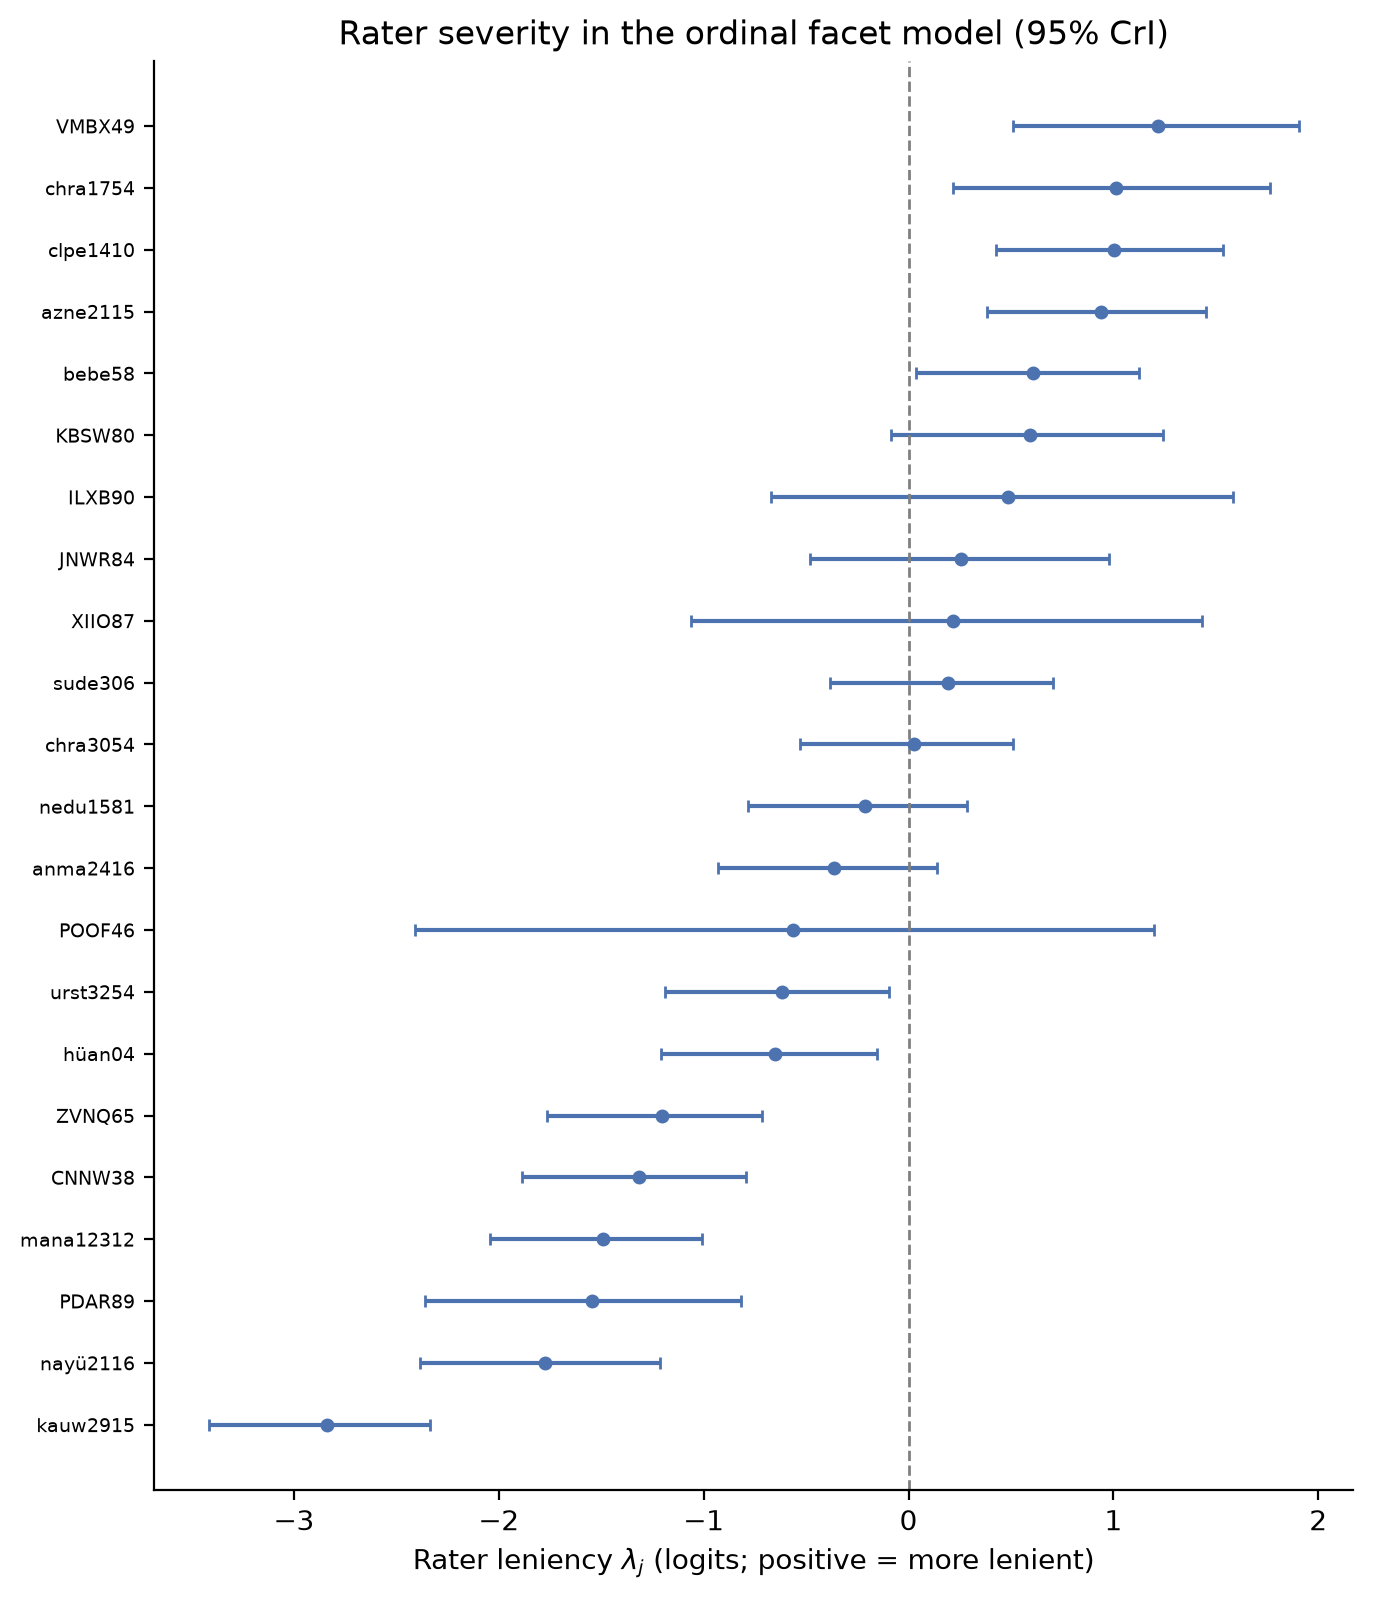 Rater severity in the ordinal facet model (95% CrI)
VMBX49
chra1754
clpe1410
azne2115
bebe58
KBSW80
ILXB90
JNWR84
XIIO87
sude306
chra3054
nedu1581
anma2416
POOF46
urst3254
hüan04
ZVNQ65
CNNW38
mana12312
PDAR89
nayü2116
kauw2915
−3 −2 −1 0 1 2
Rater leniency λj (logits; positive = more lenient)